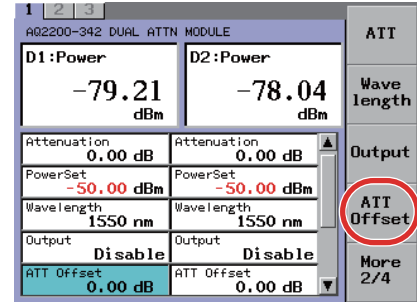 1 2 3
AQ2200-342 DUAL ATTN MODULE
D1:Power
-79.21
dBm
D2:Power
-78.04
dBm
Attenuation
0.00 dB
Attenuation
0.00 dB
PowerSet
-50.00 dBm
PowerSet
-50.00 dBm
Wavelength
1550 nm
Wavelength
1550 nm
Output
Disable
Output
Disable
ATT Offset
0.00 dB
ATT Offset
0.00 dB
ATT
Wave
length
Output
ATT
Offset
More
2/4